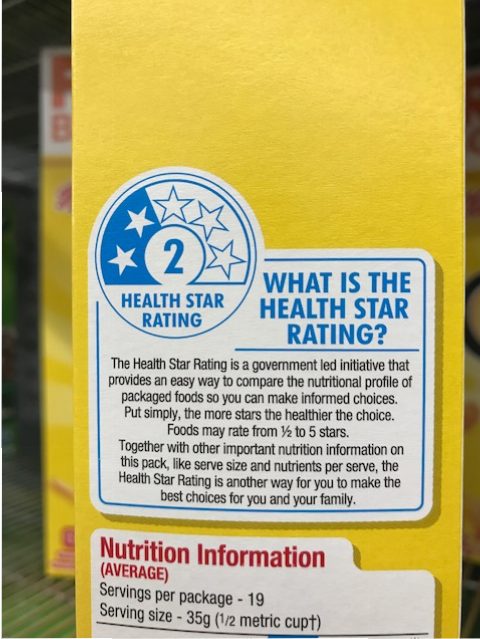 2
HEALTH STAR
RATING
WHAT IS THE
HEALTH STAR
RATING?
The Health Star Rating is a government led initiative that
provides an easy way to compare the nutritional profile of
packaged foods so you can make informed choices.
Put simply, the more stars the healthier the choice.
Foods may rate from ½ to 5 stars.
Together with other important nutrition information on
this pack, like serve size and nutrients per serve, the
Health Star Rating is another way for you to make the
best choices for you and your family.
Nutrition Information
(AVERAGE)
Servings per package - 19
Serving size - 35g (1/2 metric cup†)